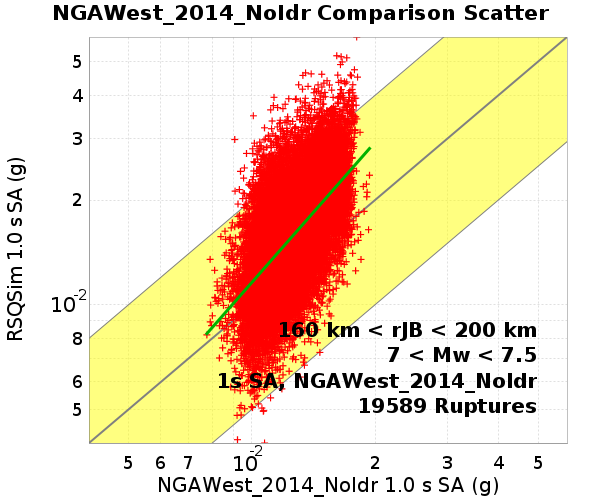 NGAWest_2014_NoIdr Comparison Scatter
RSQSim 1.0 s SA (g)
5
4
3
2
10-2
8
6
5
160 km < rJB < 200 km
7 < Mw < 7.5
1s SA, NGAWest_2014_NoIdr
19589 Ruptures
5 6 7 10-2 2 3 4 5
NGAWest_2014_NoIdr 1.0 s SA (g)